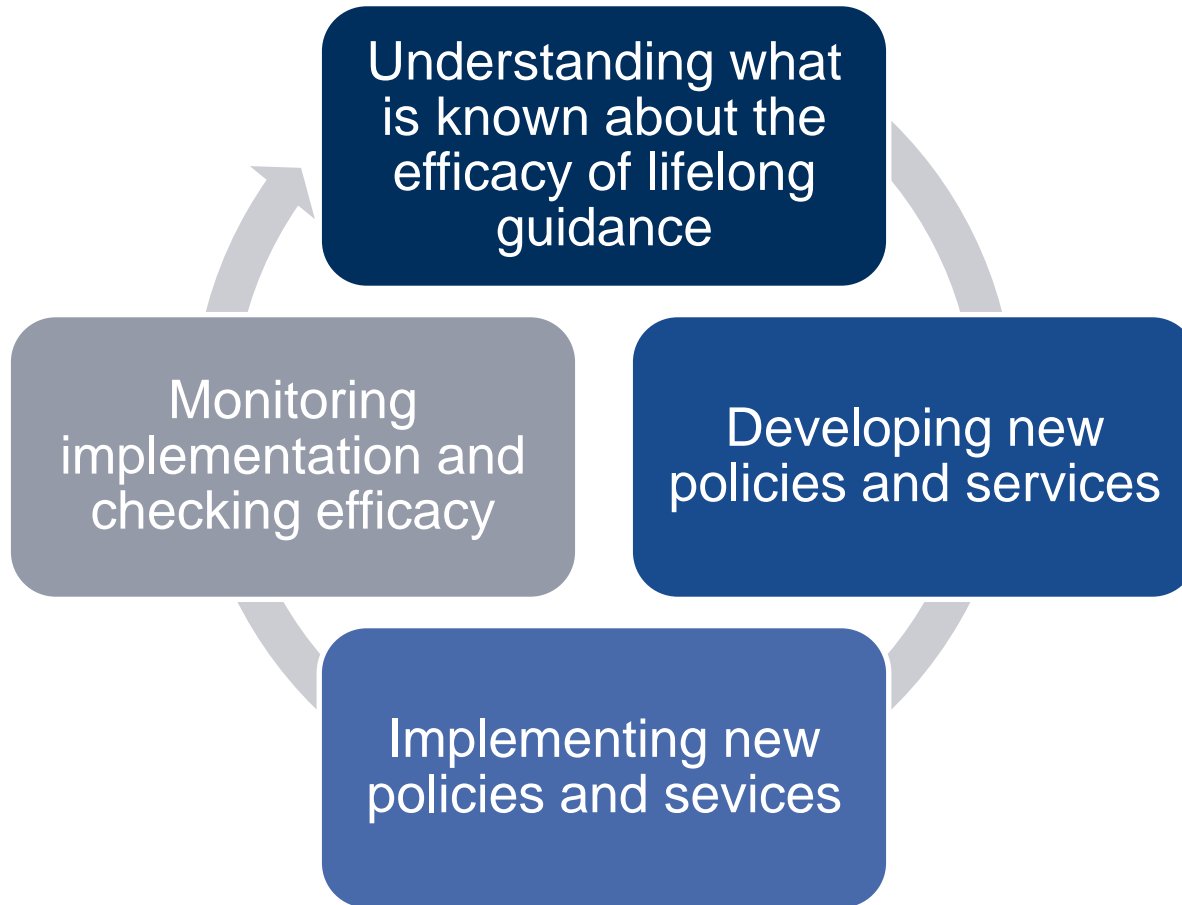 Understanding what
is known about the
efficacy of lifelong
guidance
Developing new
policies and services
Implementing new
policies and sevices
Monitoring
implementation and
checking efficacy